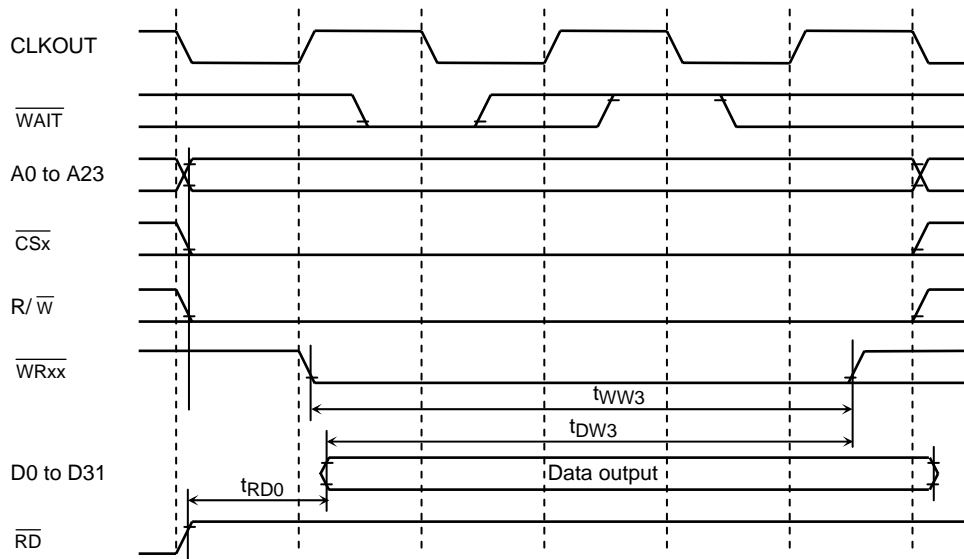 CLKOUT
WAIT
A0 to A23
CSx
R/ W
WRxx
tWW3
tDW3
D0 to D31
Data output
tRD0
RD